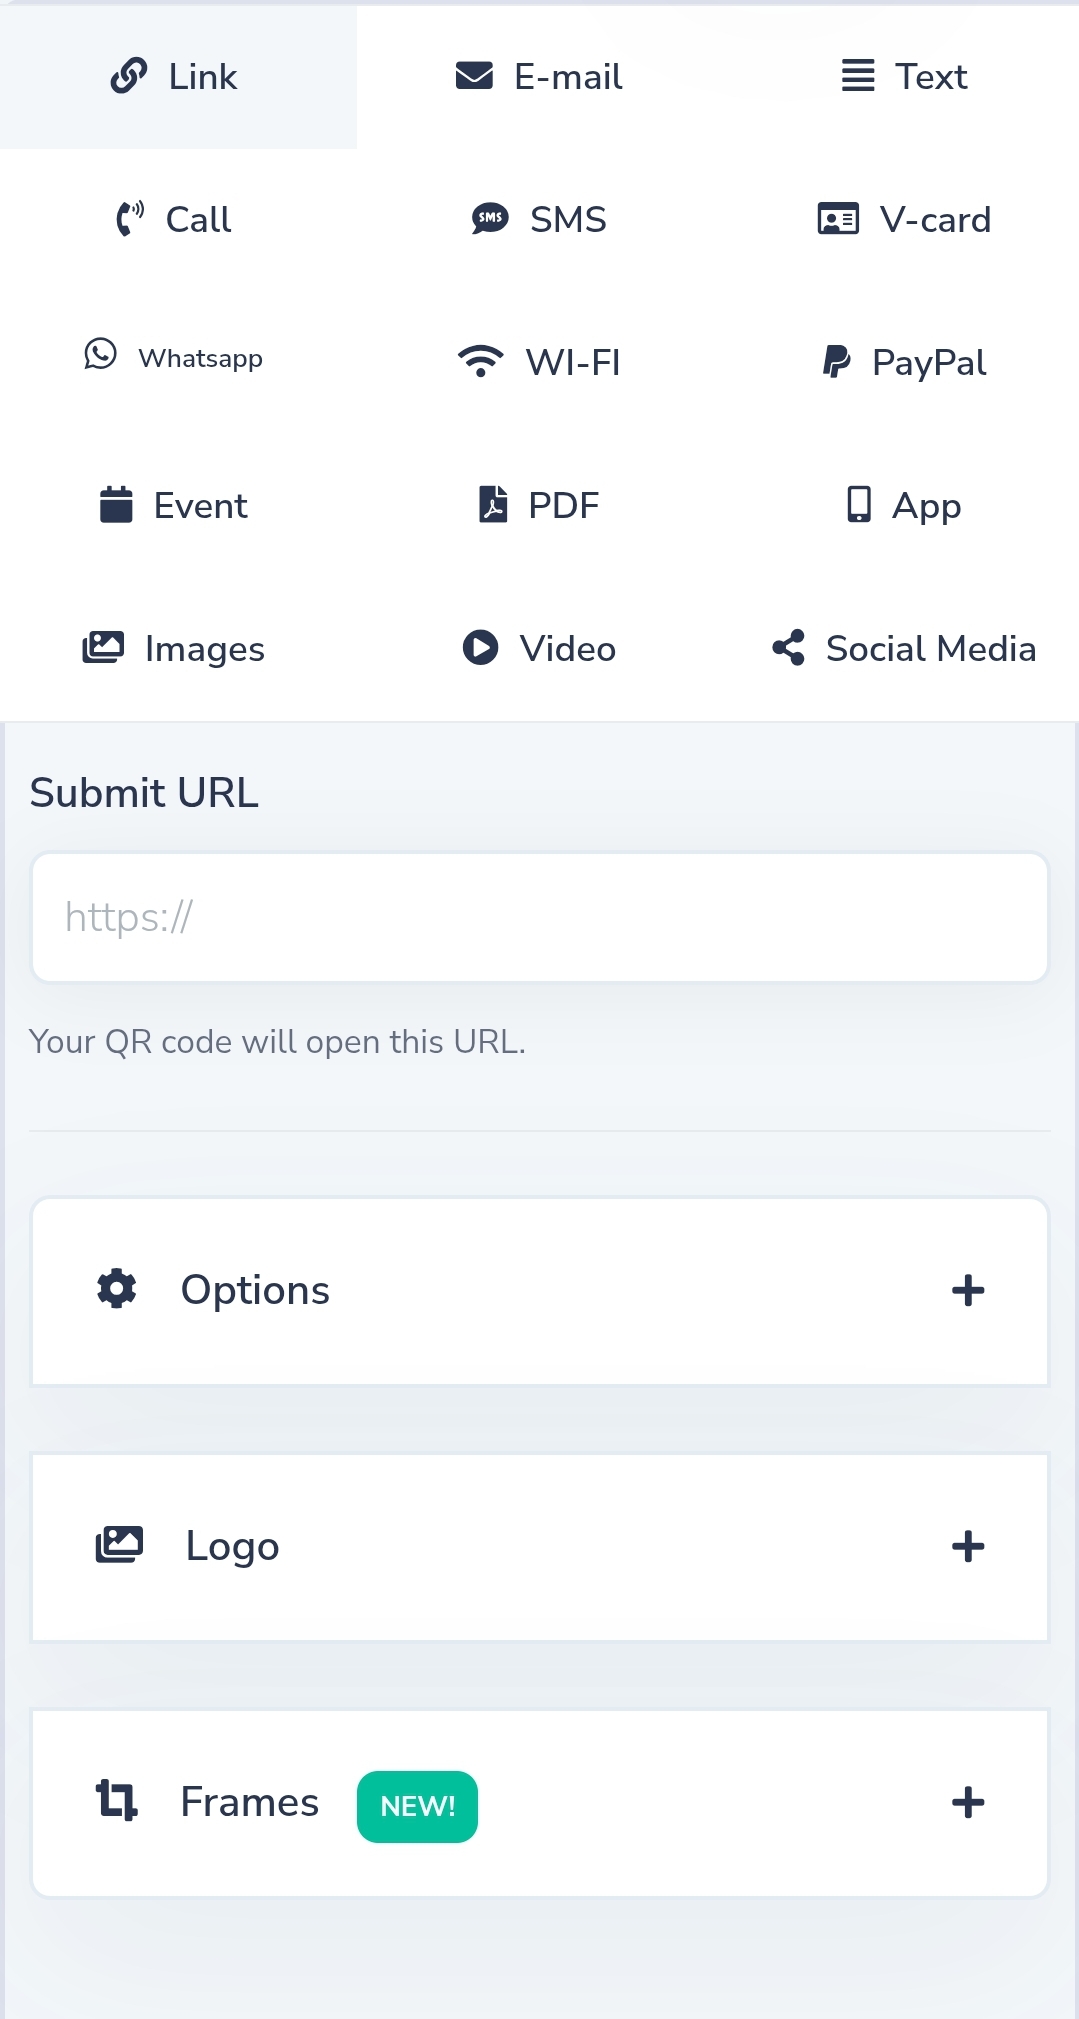 Link E-mail Text
Call SMS V-card
Whatsapp WI-FI PayPal
Event PDF App
Images Video Social Media
Submit URL
https://
Your QR code will open this URL.
Options
Logo
Frames NEW!